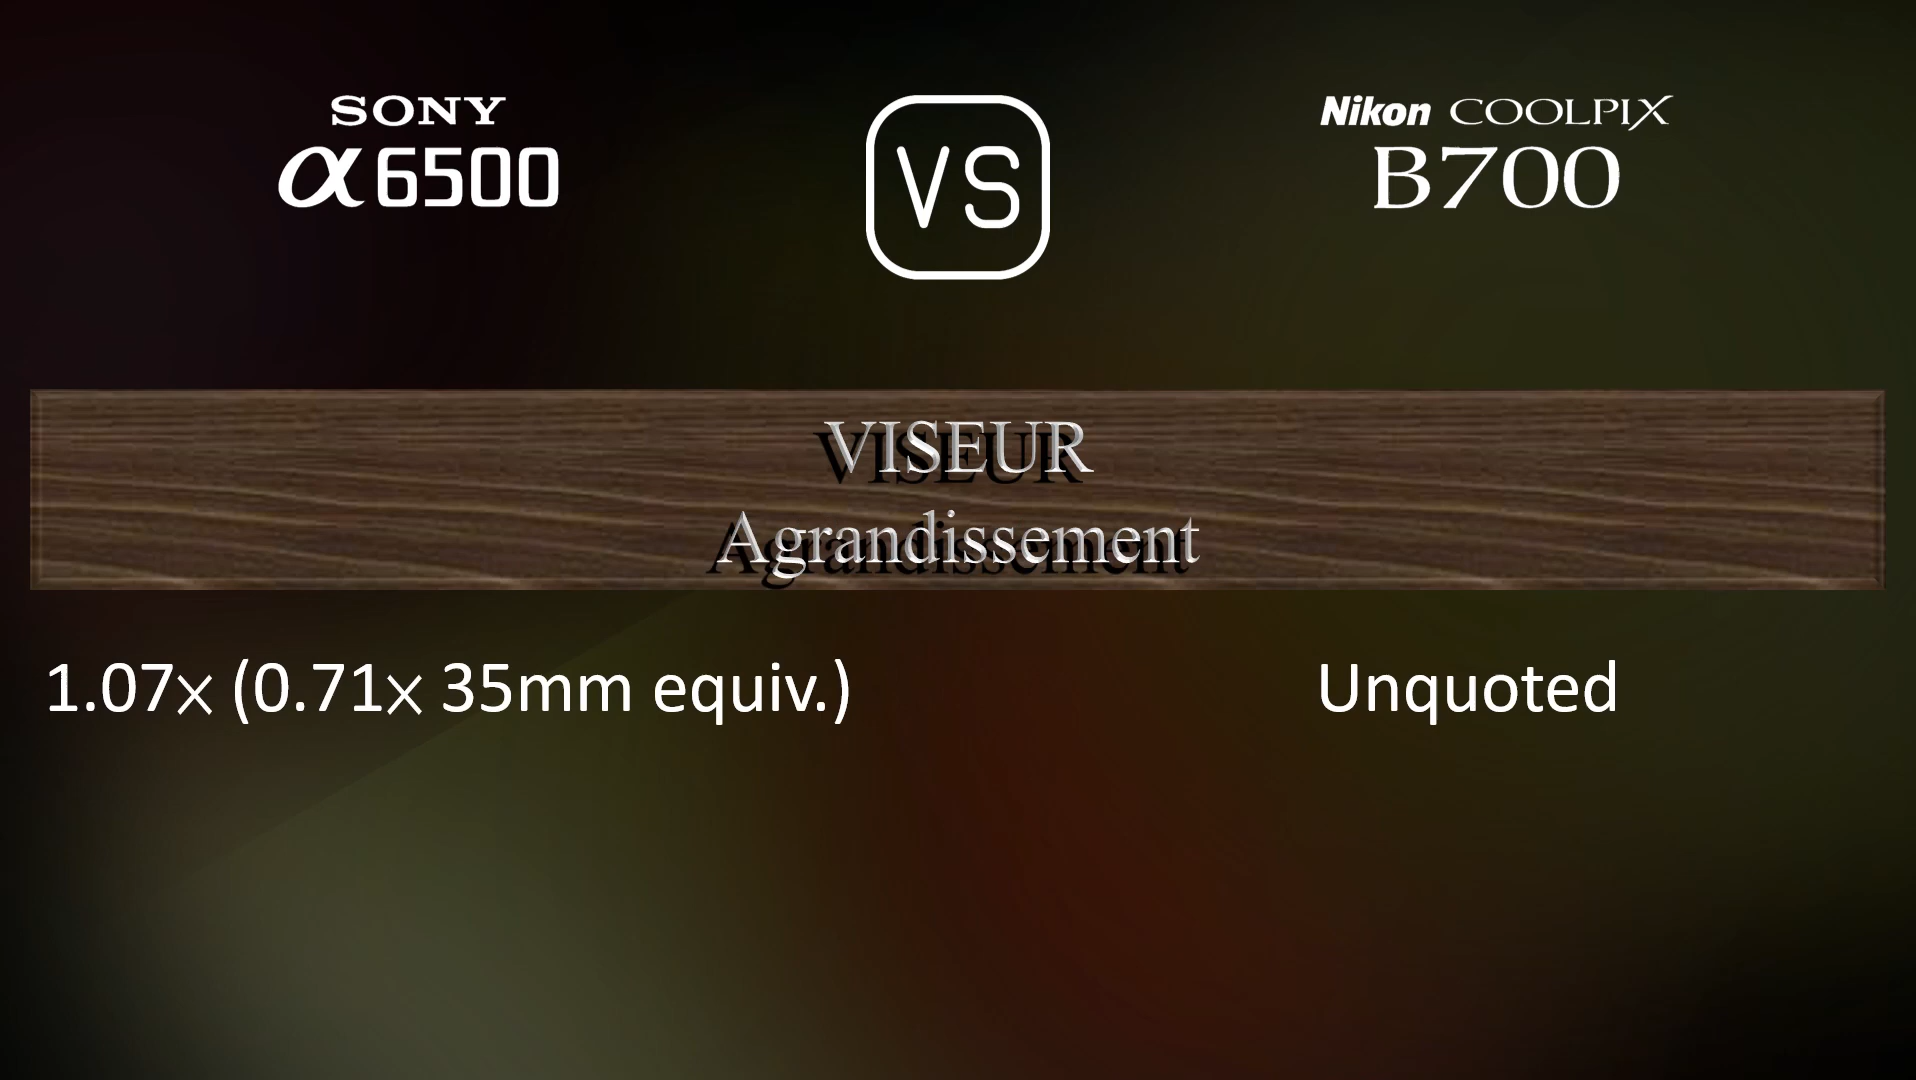 SONY
α6500
VS
Nikon COOLPIX
B700
VISEUR
Agrandissement
1.07x (0.71x 35mm equiv.)
Unquoted